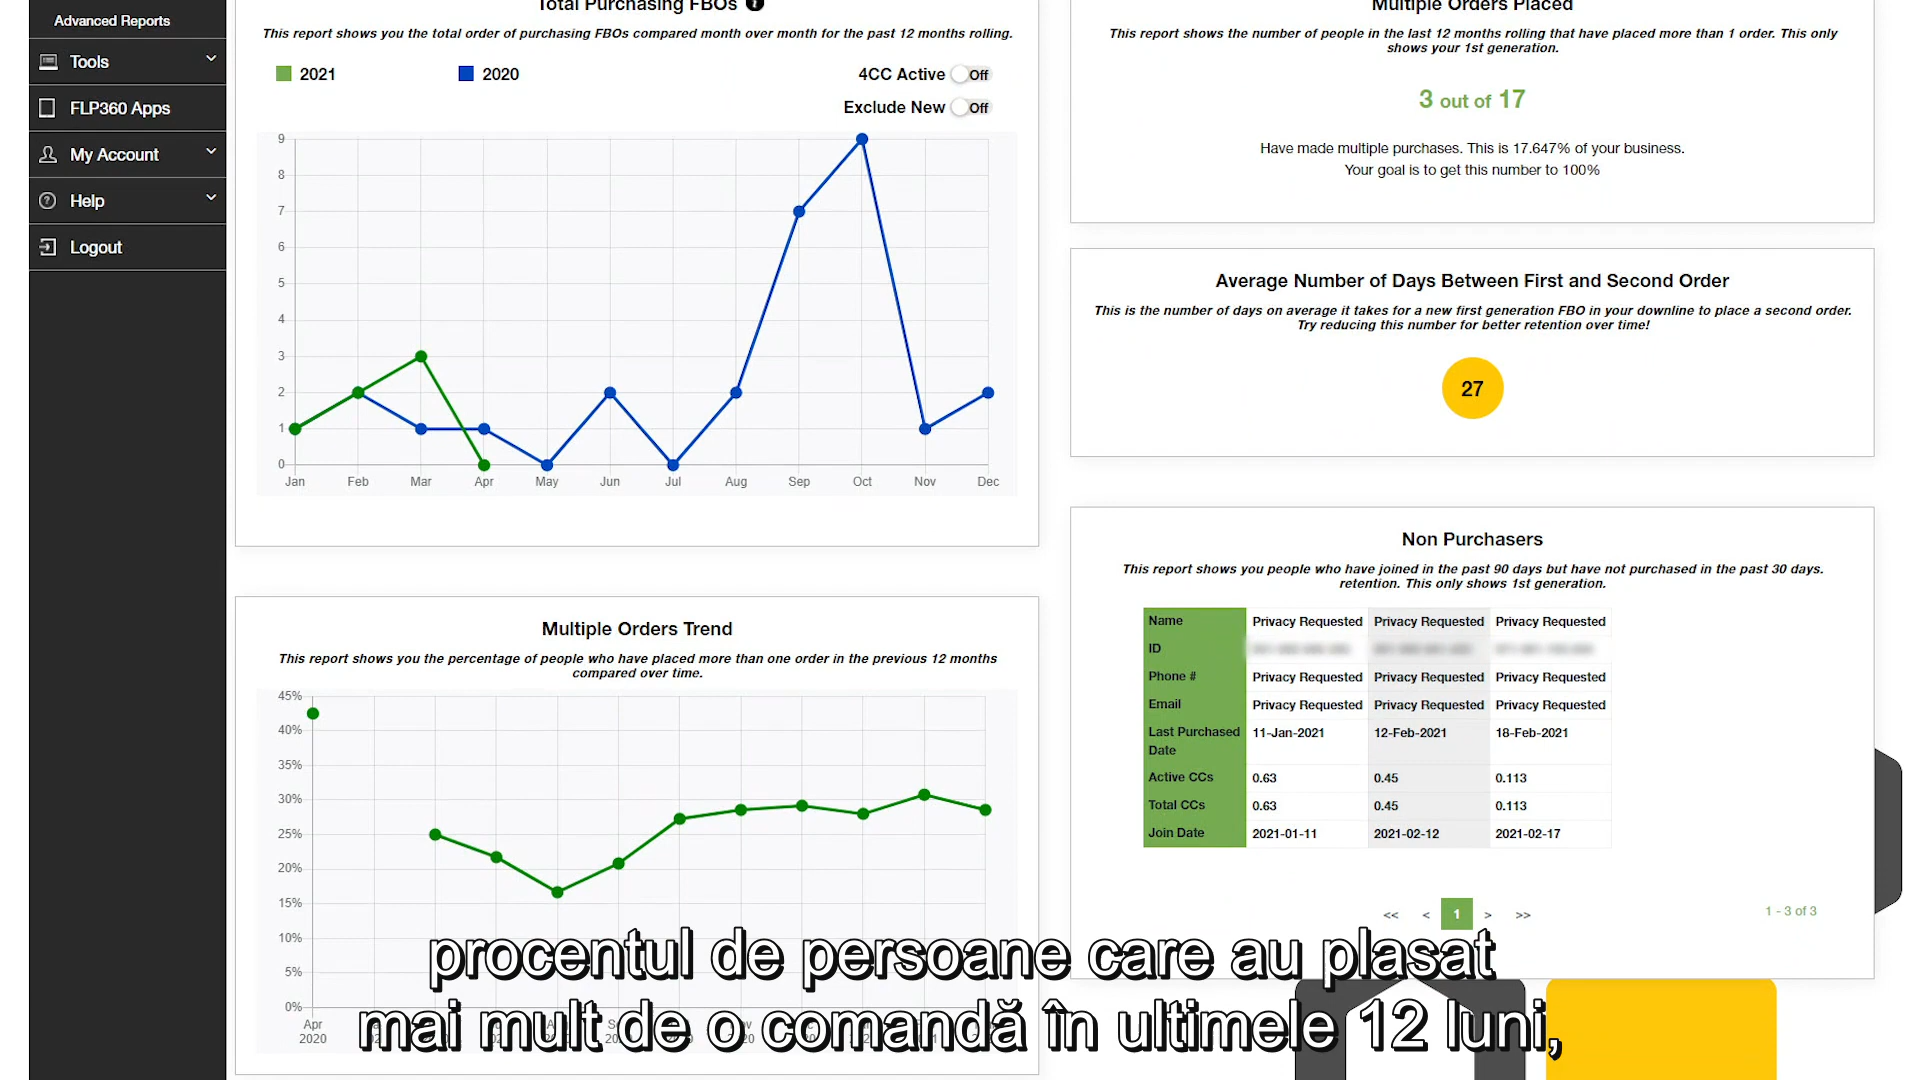 Advanced Reports
Tools
FLP360 Apps
My Account
Help
Logout
Total Purchasing FBOs
This report shows you the total order of purchasing FBOs compared month over month for the past 12 months rolling.
2021
2020
4CC Active Off
Exclude New Off
9
8
7
6
5
4
3
2
1
0
Jan Feb Mar Apr May Jun Jul Aug Sep Oct Nov Dec
Multiple Orders Trend
This report shows you the percentage of people who have placed more than one order in the previous 12 months
compared over time.
45%
40%
35%
30%
25%
20%
15%
10%
5%
0%
Apr
2020
Multiple Orders Placed
This report shows the number of people in the last 12 months rolling that have placed more than 1 order. This only
shows your 1st generation.
3 out of 17
Have made multiple purchases. This is 17.647% of your business.
Your goal is to get this number to 100%
Average Number of Days Between First and Second Order
This is the number of days on average it takes for a new first generation FBO in your downline to place a second order.
Try reducing this number for better retention over time!
27
Non Purchasers
This report shows you people who have joined in the past 90 days but have not purchased in the past 30 days.
retention. This only shows 1st generation.
Name Privacy Requested Privacy Requested Privacy Requested
ID
Phone # Privacy Requested Privacy Requested Privacy Requested
Email Privacy Requested Privacy Requested Privacy Requested
Last Purchased 11-Jan-2021 12-Feb-2021 18-Feb-2021
Date
Active CCs 0.63 0.45 0.113
Total CCs 0.63 0.45 0.113
Join Date 2021-01-11 2021-02-12 2021-02-17
<< < 1 > >>
1 - 3 of 3
procentul de persoane care au plasat
mai mult de o comandă în ultimele 12 luni,